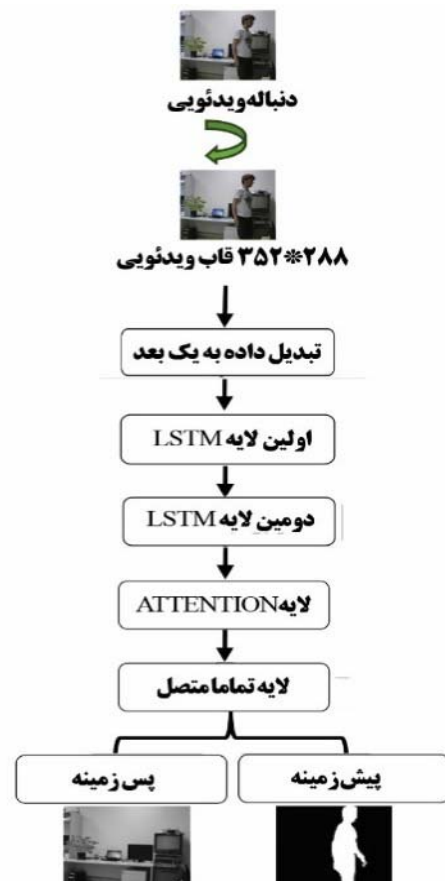 دنباله ویدئویی
۳۵۲*۲۸۸ قاب ویدئویی
تبدیل داده به یک بعد
اولین لایه LSTM
دومین لایه LSTM
لایه ATTENTION
لایه تماما متصل
پیش زمینه
پس زمینه